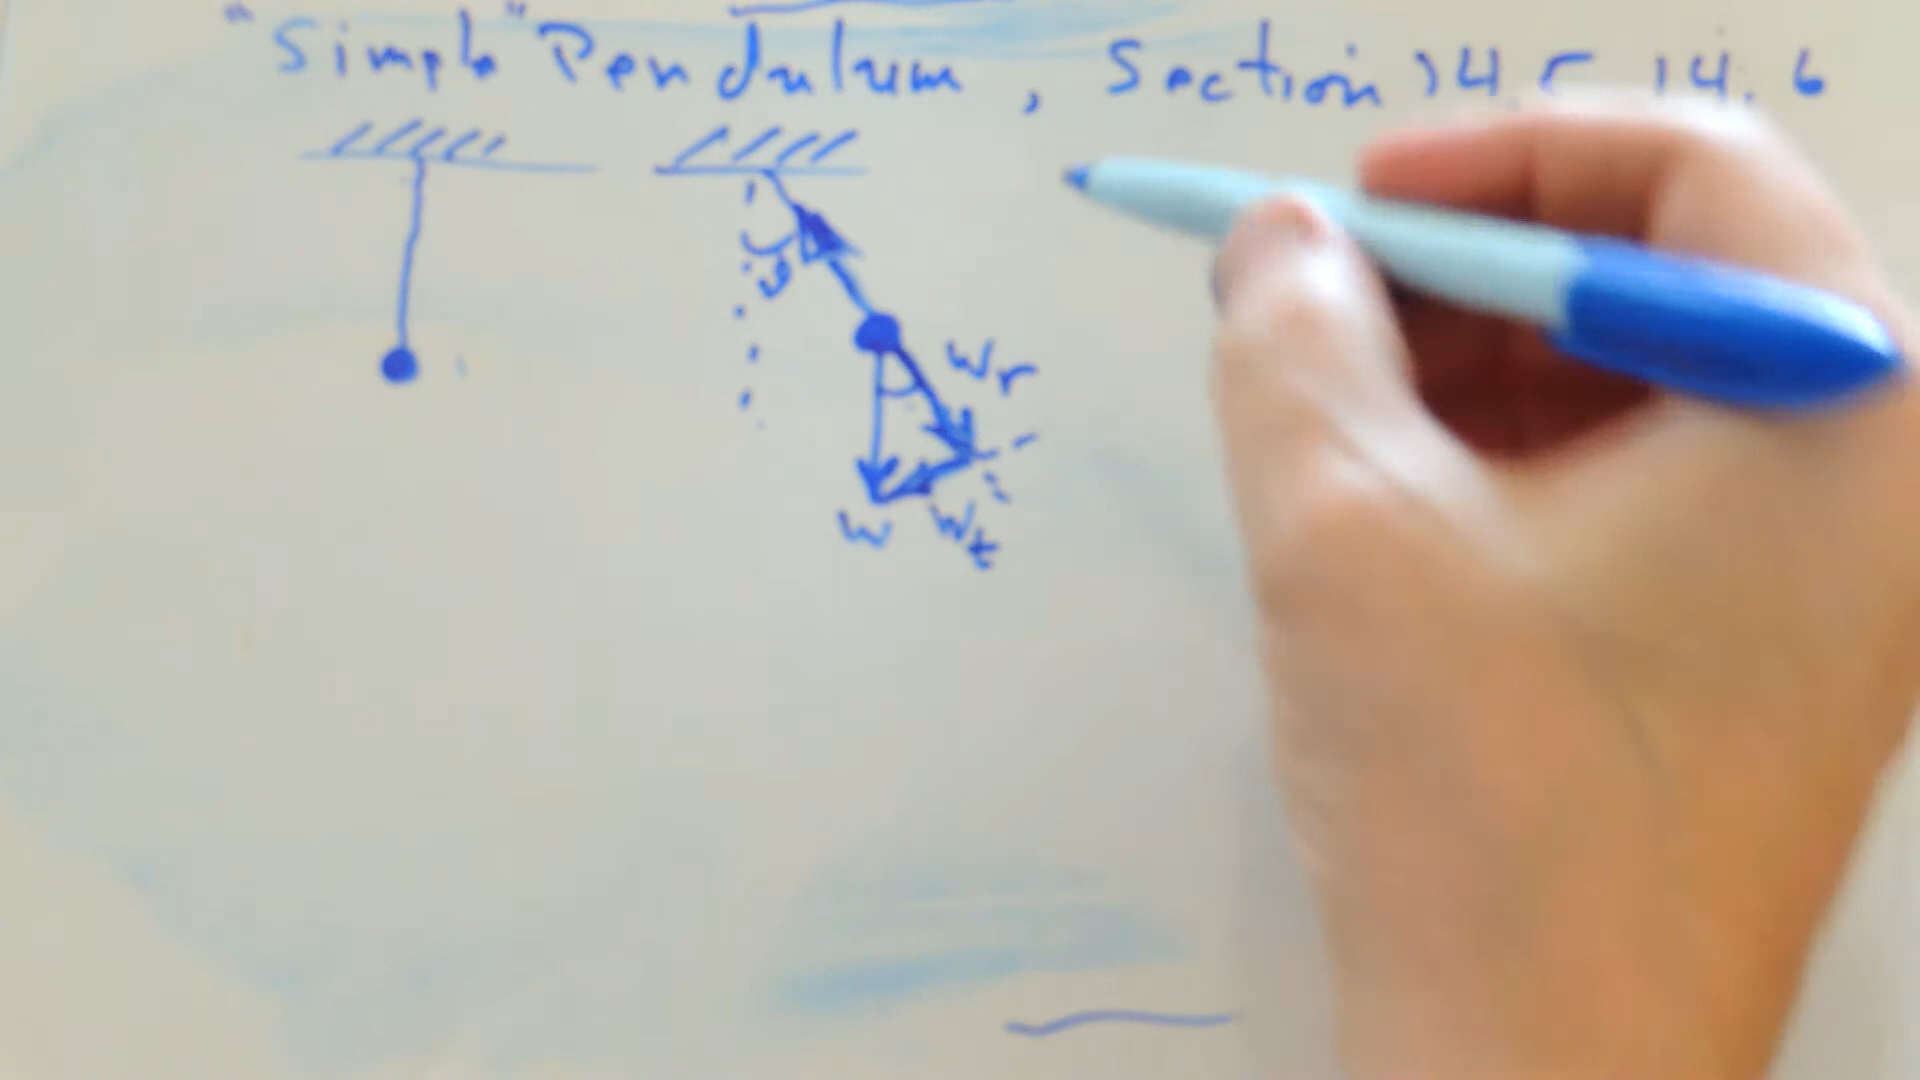 "Simple" Pendulum, Section 14.5 14.6
θ
Wr
W
Wt